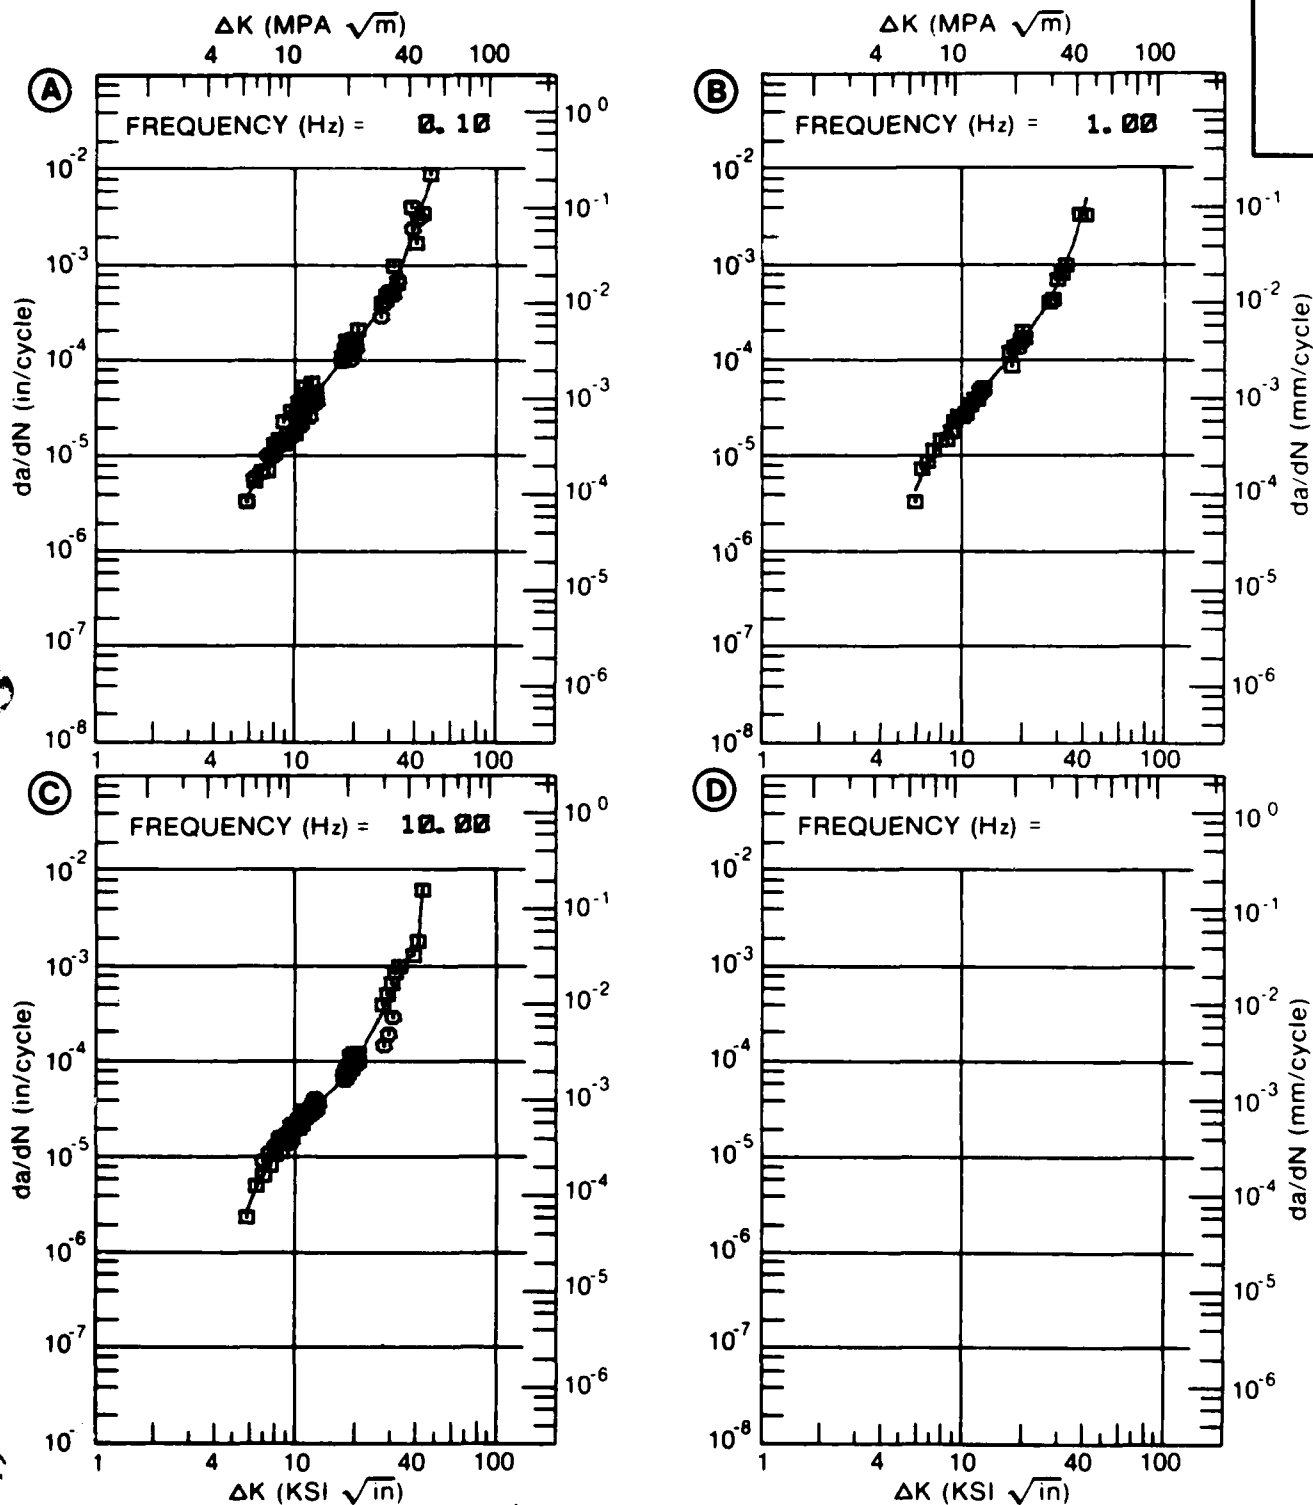 ΔK (MPA √m)
4 10 40 100
A
FREQUENCY (Hz) = 0.10
10⁻²
10⁻³
10⁻⁴
10⁻⁵
10⁻⁶
10⁻⁷
10⁻⁸
da/dN (in/cycle)
10⁰
10⁻¹
10⁻²
10⁻³
10⁻⁴
10⁻⁵
10⁻⁶
1 4 10 40 100
ΔK (MPA √m)
4 10 40 100
B
FREQUENCY (Hz) = 1.00
10⁻²
10⁻³
10⁻⁴
10⁻⁵
10⁻⁶
10⁻⁷
10⁻⁸
10⁻¹
10⁻²
10⁻³
10⁻⁴
10⁻⁵
10⁻⁶
da/dN (mm/cycle)
1 4 10 40 100
C
FREQUENCY (Hz) = 10.00
10⁻²
10⁻³
10⁻⁴
10⁻⁵
10⁻⁶
10⁻⁷
10⁻
da/dN (in/cycle)
10⁰
10⁻¹
10⁻²
10⁻³
10⁻⁴
10⁻⁵
10⁻⁶
1 4 10 40 100
ΔK (KSI √in)
D
FREQUENCY (Hz) =
10⁻²
10⁻³
10⁻⁴
10⁻⁵
10⁻⁶
10⁻⁷
10⁻⁸
10⁰
10⁻¹
10⁻²
10⁻³
10⁻⁴
10⁻⁵
10⁻⁶
da/dN (mm/cycle)
1 4 10 40 100
ΔK (KSI √in)